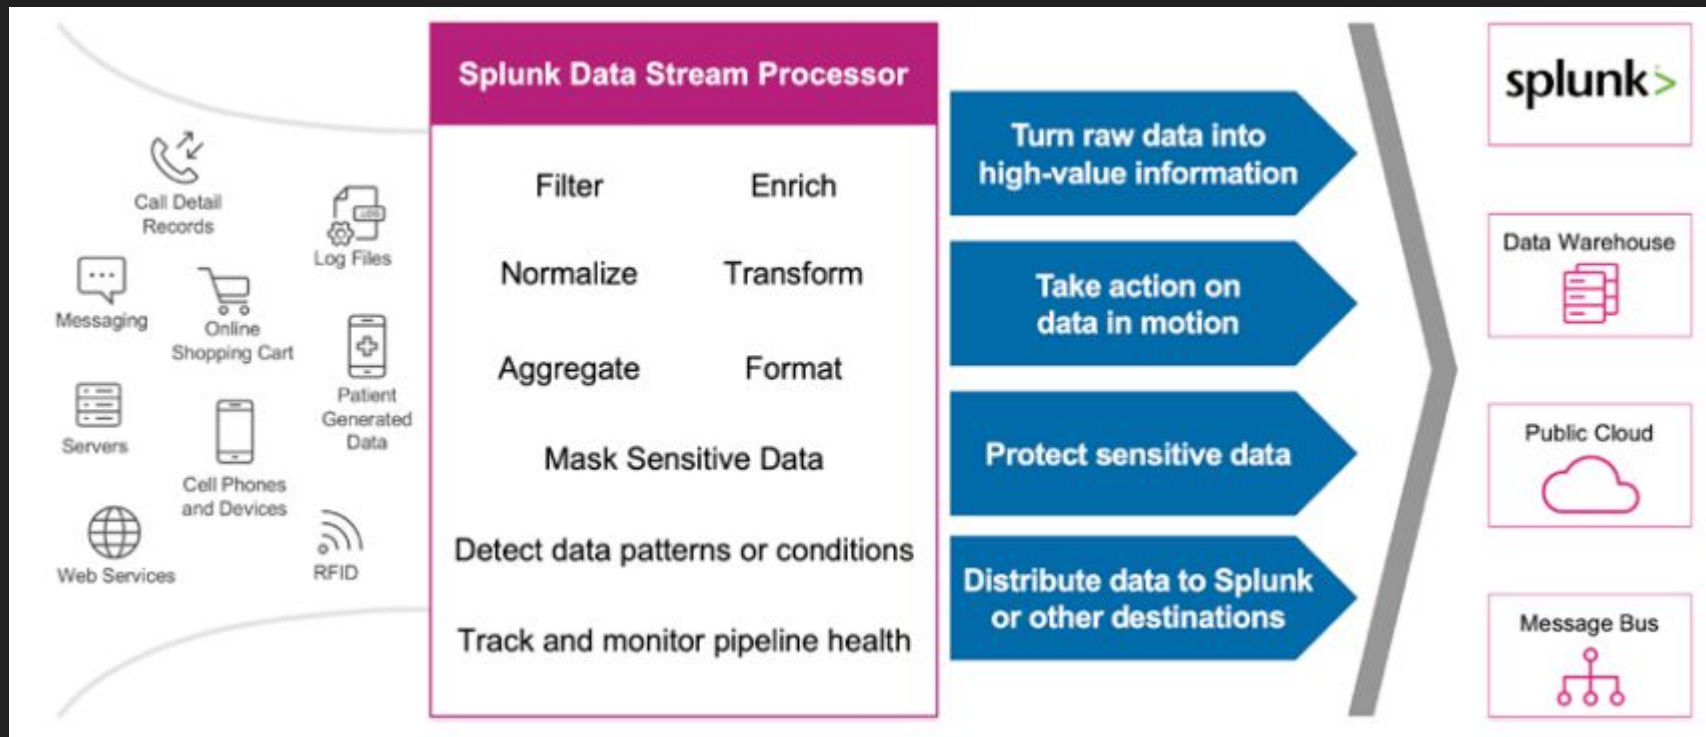 Call Detail
Records
LOG
Log Files
Messaging
Online
Shopping Cart
Patient
Generated
Data
Servers
Cell Phones
and Devices
Web Services
RFID
Splunk Data Stream Processor
Filter
Enrich
Normalize
Transform
Aggregate
Format
Mask Sensitive Data
Detect data patterns or conditions
Track and monitor pipeline health
Turn raw data into
high-value information
Take action on
data in motion
Protect sensitive data
Distribute data to Splunk
or other destinations
splunk>
Data Warehouse
Public Cloud
Message Bus